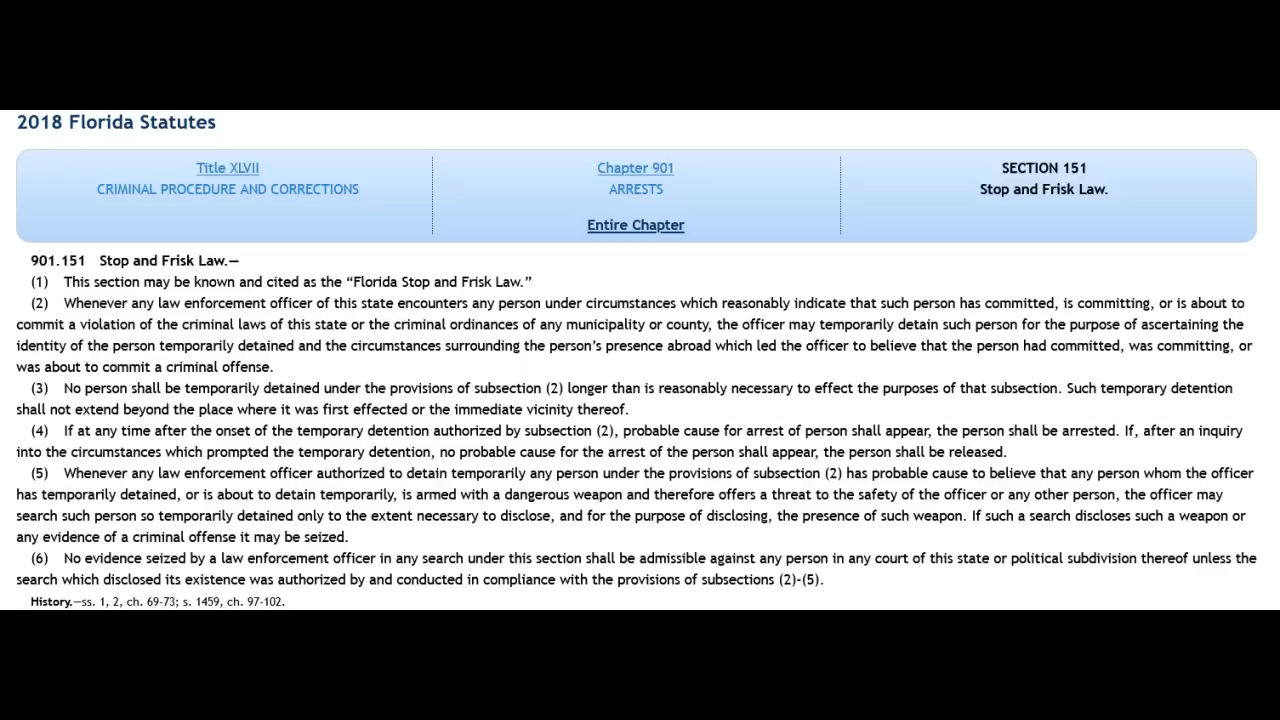 2018 Florida Statutes
Title XLVII
CRIMINAL PROCEDURE AND CORRECTIONS
Chapter 901
ARRESTS
Entire Chapter
SECTION 151
Stop and Frisk Law.
901.151 Stop and Frisk Law.—
(1) This section may be known and cited as the “Florida Stop and Frisk Law.”
(2) Whenever any law enforcement officer of this state encounters any person under circumstances which reasonably indicate that such person has committed, is committing, or is about to
commit a violation of the criminal laws of this state or the criminal ordinances of any municipality or county, the officer may temporarily detain such person for the purpose of ascertaining the
identity of the person temporarily detained and the circumstances surrounding the person’s presence abroad which led the officer to believe that the person had committed, was committing, or
was about to commit a criminal offense.
(3) No person shall be temporarily detained under the provisions of subsection (2) longer than is reasonably necessary to effect the purposes of that subsection. Such temporary detention
shall not extend beyond the place where it was first effected or the immediate vicinity thereof.
(4) If at any time after the onset of the temporary detention authorized by subsection (2), probable cause for arrest of person shall appear, the person shall be arrested. If, after an inquiry
into the circumstances which prompted the temporary detention, no probable cause for the arrest of the person shall appear, the person shall be released.
(5) Whenever any law enforcement officer authorized to detain temporarily any person under the provisions of subsection (2) has probable cause to believe that any person whom the officer
has temporarily detained, or is about to detain temporarily, is armed with a dangerous weapon and therefore offers a threat to the safety of the officer or any other person, the officer may
search such person so temporarily detained only to the extent necessary to disclose, and for the purpose of disclosing, the presence of such weapon. If such a search discloses such a weapon or
any evidence of a criminal offense it may be seized.
(6) No evidence seized by a law enforcement officer in any search under this section shall be admissible against any person in any court of this state or political subdivision thereof unless the
search which disclosed its existence was authorized by and conducted in compliance with the provisions of subsections (2)-(5).
History.—ss. 1, 2, ch. 69-73; s. 1459, ch. 97-102.